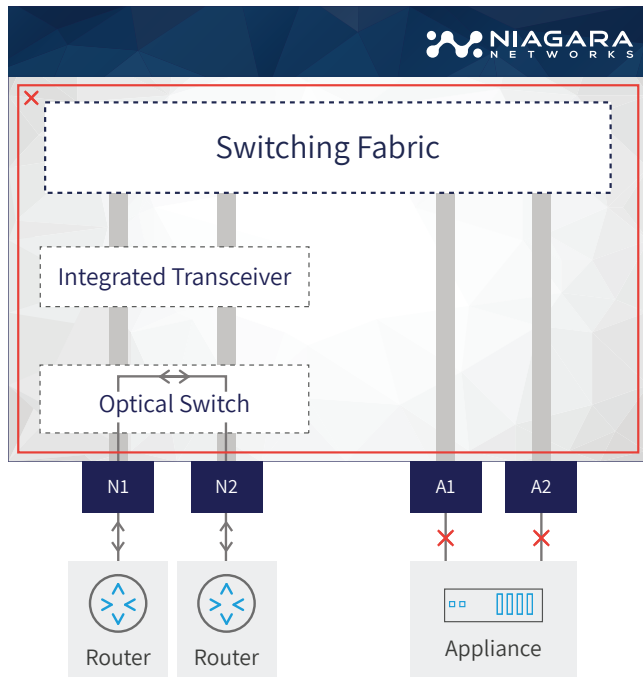 NIAGARA
NETWORKS
Switching Fabric
Integrated Transceiver
Optical Switch
N1 N2 A1 A2
Router Router Appliance